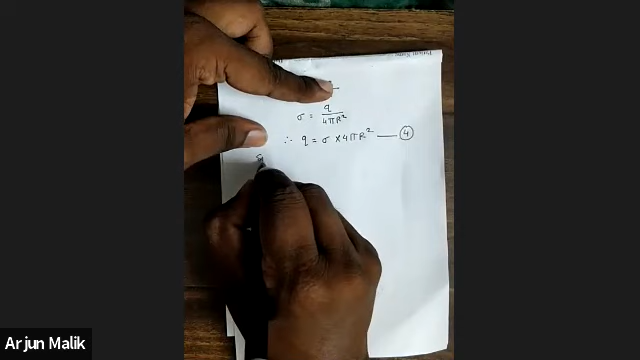 σ = q / 4πR²
∴ q = σ × 4πR² —— ④
Arjun Malik